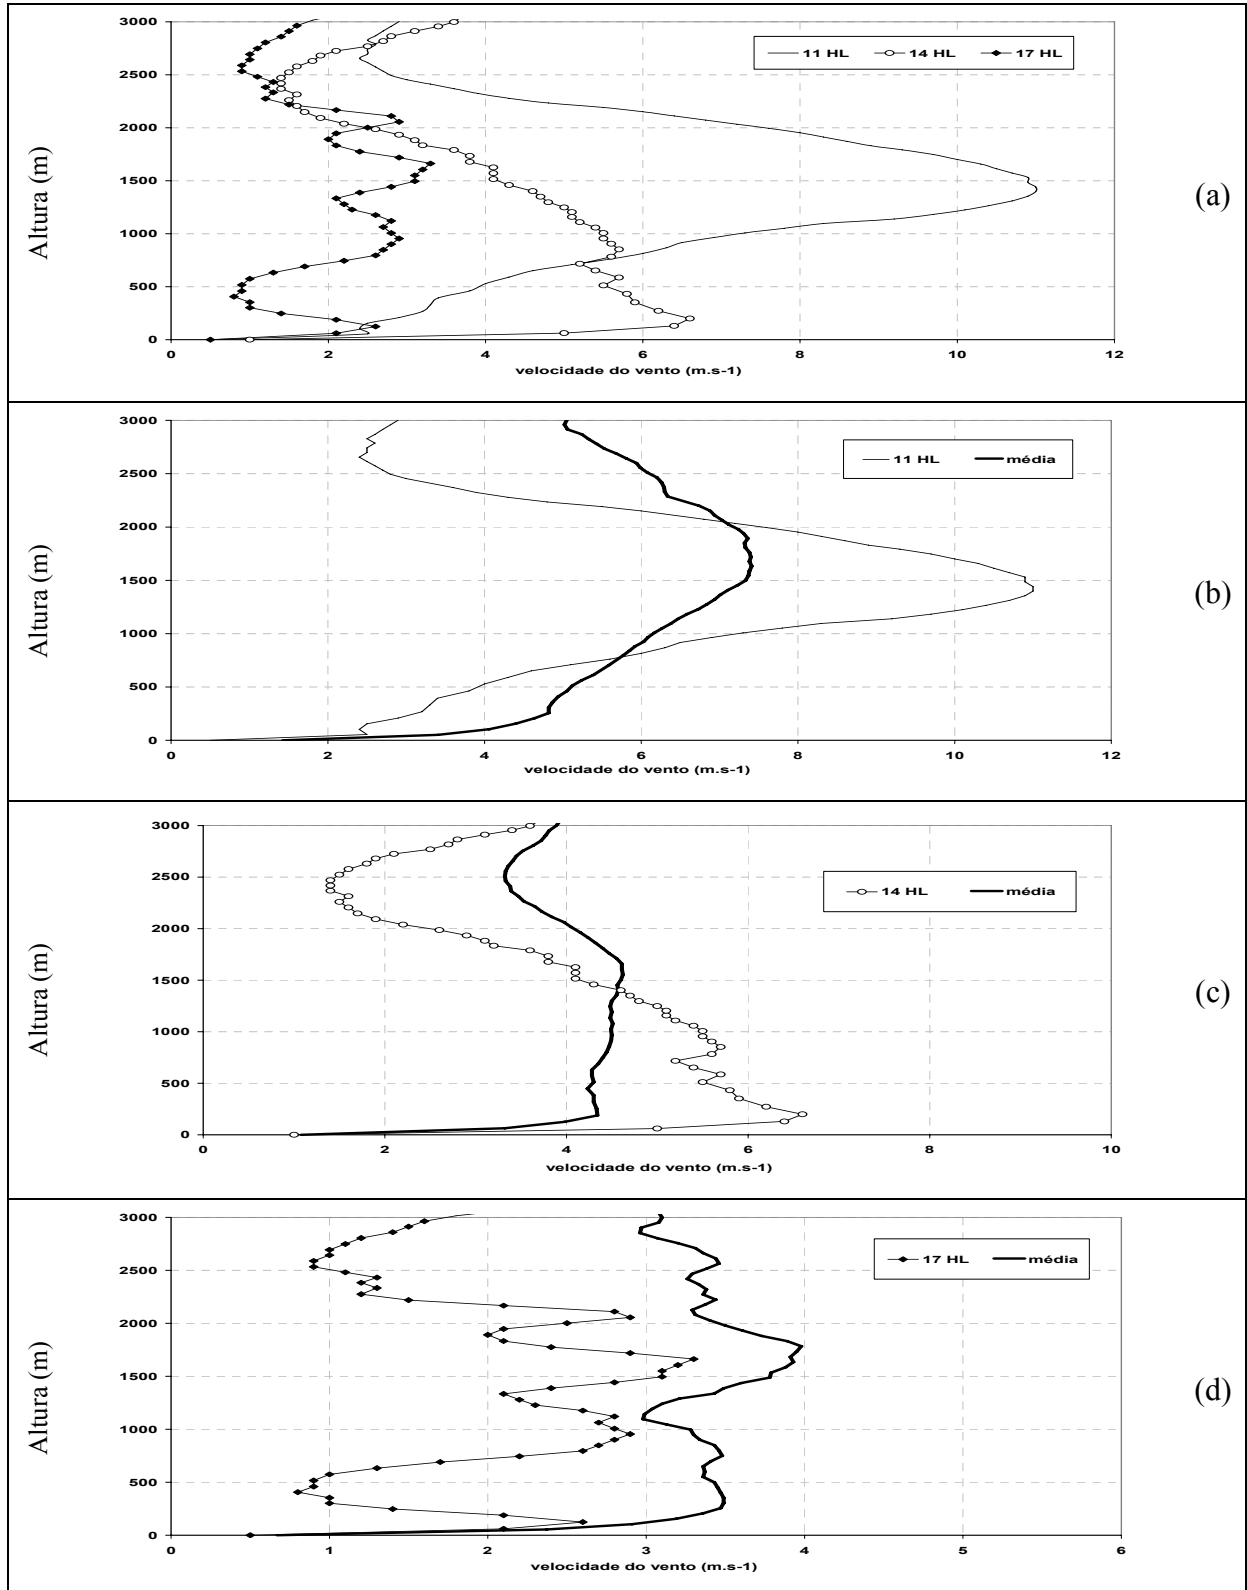 3000
2500
2000
1500
1000
500
0
0 2 4 6 8 10 12
velocidade do vento (m.s-1)
Altura (m)
11 HL 14 HL 17 HL
(a)
3000
2500
2000
1500
1000
500
0
0 2 4 6 8 10 12
velocidade do vento (m.s-1)
Altura (m)
11 HL média
(b)
3000
2500
2000
1500
1000
500
0
0 2 4 6 8 10
velocidade do vento (m.s-1)
Altura (m)
14 HL média
(c)
3000
2500
2000
1500
1000
500
0
0 1 2 3 4 5 6
velocidade do vento (m.s-1)
Altura (m)
17 HL média
(d)